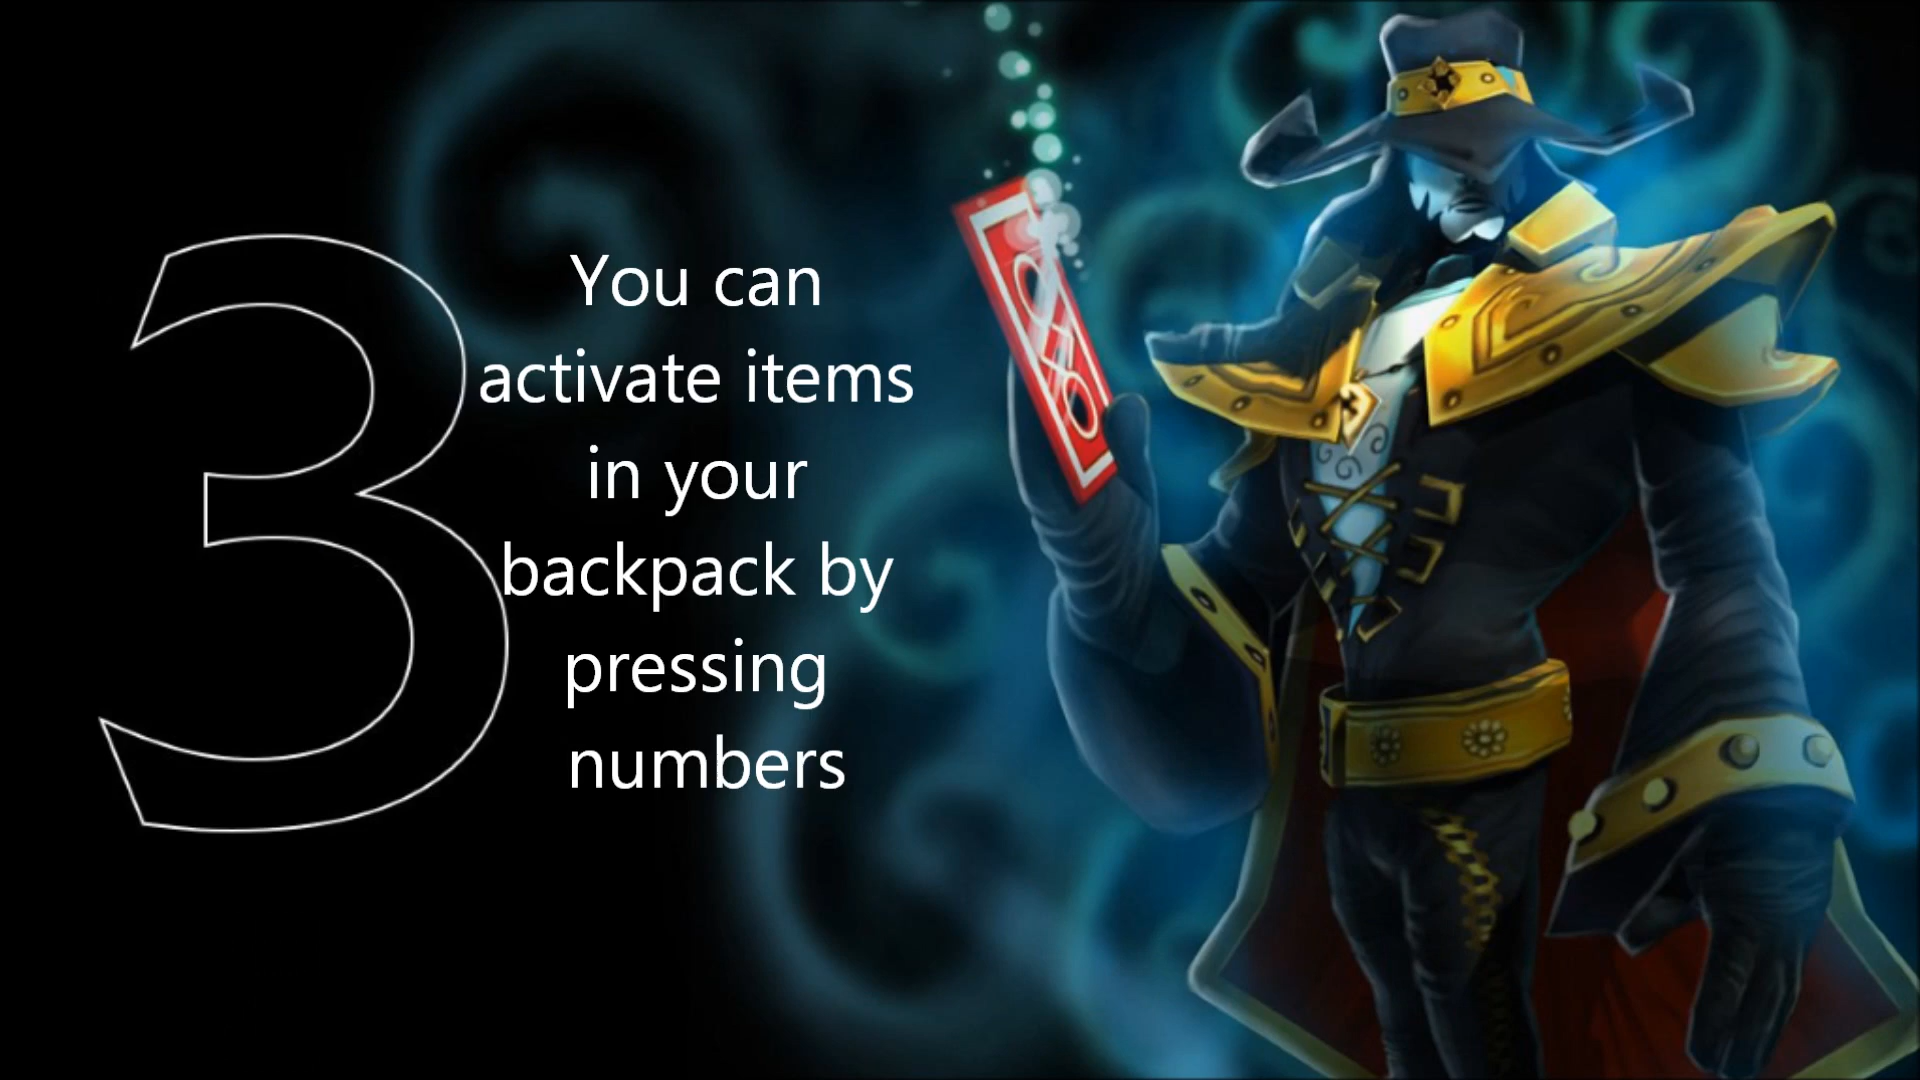 3
You can
activate items
in your
backpack by
pressing
numbers